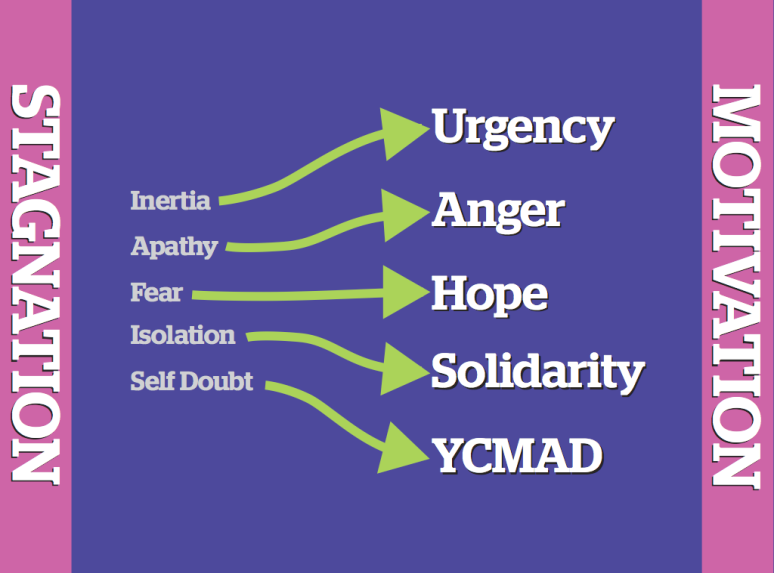 STAGNATION
Inertia
Apathy
Fear
Isolation
Self Doubt
Urgency
Anger
Hope
Solidarity
YCMAD
MOTIVATION